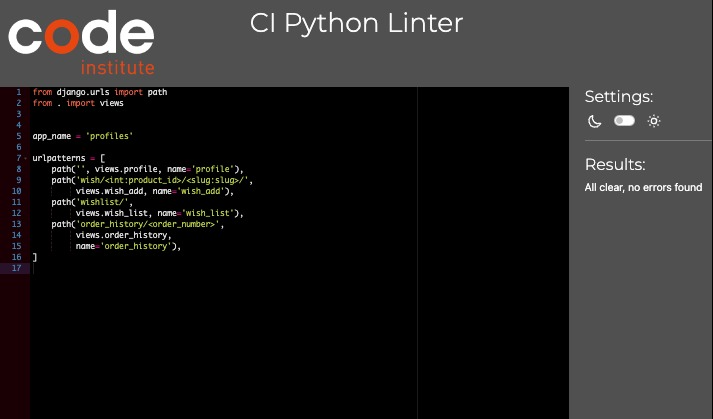 code
institute
CI Python Linter
1 from django.urls import path
2 from . import views
3
4
5 app_name = 'profiles'
6
7 urlpatterns = [
8     path('', views.profile, name='profile'),
9     path('wish/<int:product_id>/<slug:slug>/',
10         views.wish_add, name='wish_add'),
11     path('wishlist/',
12         views.wish_list, name='wish_list'),
13     path('order_history/<order_number>',
14         views.order_history,
15         name='order_history'),
16 ]
17
Settings:
Results:
All clear, no errors found